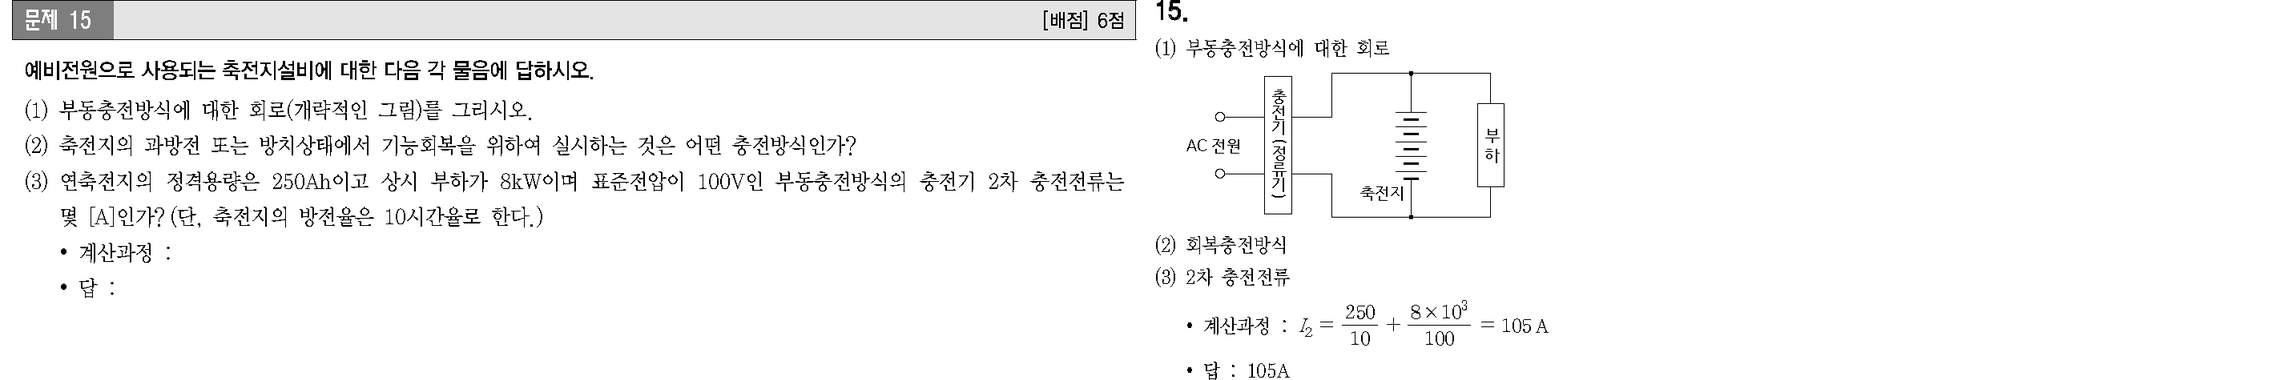 문제 15
[배점] 6점
예비전원으로 사용되는 축전지설비에 대한 다음 각 물음에 답하시오.
(1) 부동충전방식에 대한 회로(개략적인 그림)를 그리시오.
(2) 축전지의 과방전 또는 방치상태에서 기능회복을 위하여 실시하는 것은 어떤 충전방식인가?
(3) 연축전지의 정격용량은 250Ah이고 상시 부하가 8kW이며 표준전압이 100V인 부동충전방식의 충전기 2차 충전전류는
몇 [A]인가?(단, 축전지의 방전율은 10시간율로 한다.)
• 계산과정 :
• 답 :
15.
(1) 부동충전방식에 대한 회로
AC 전원
충전기(정류기)
축전지
부하
(2) 회복충전방식
(3) 2차 충전전류
• 계산과정 : I₂ = 250/10 + 8×10³/100 = 105 A
• 답 : 105A